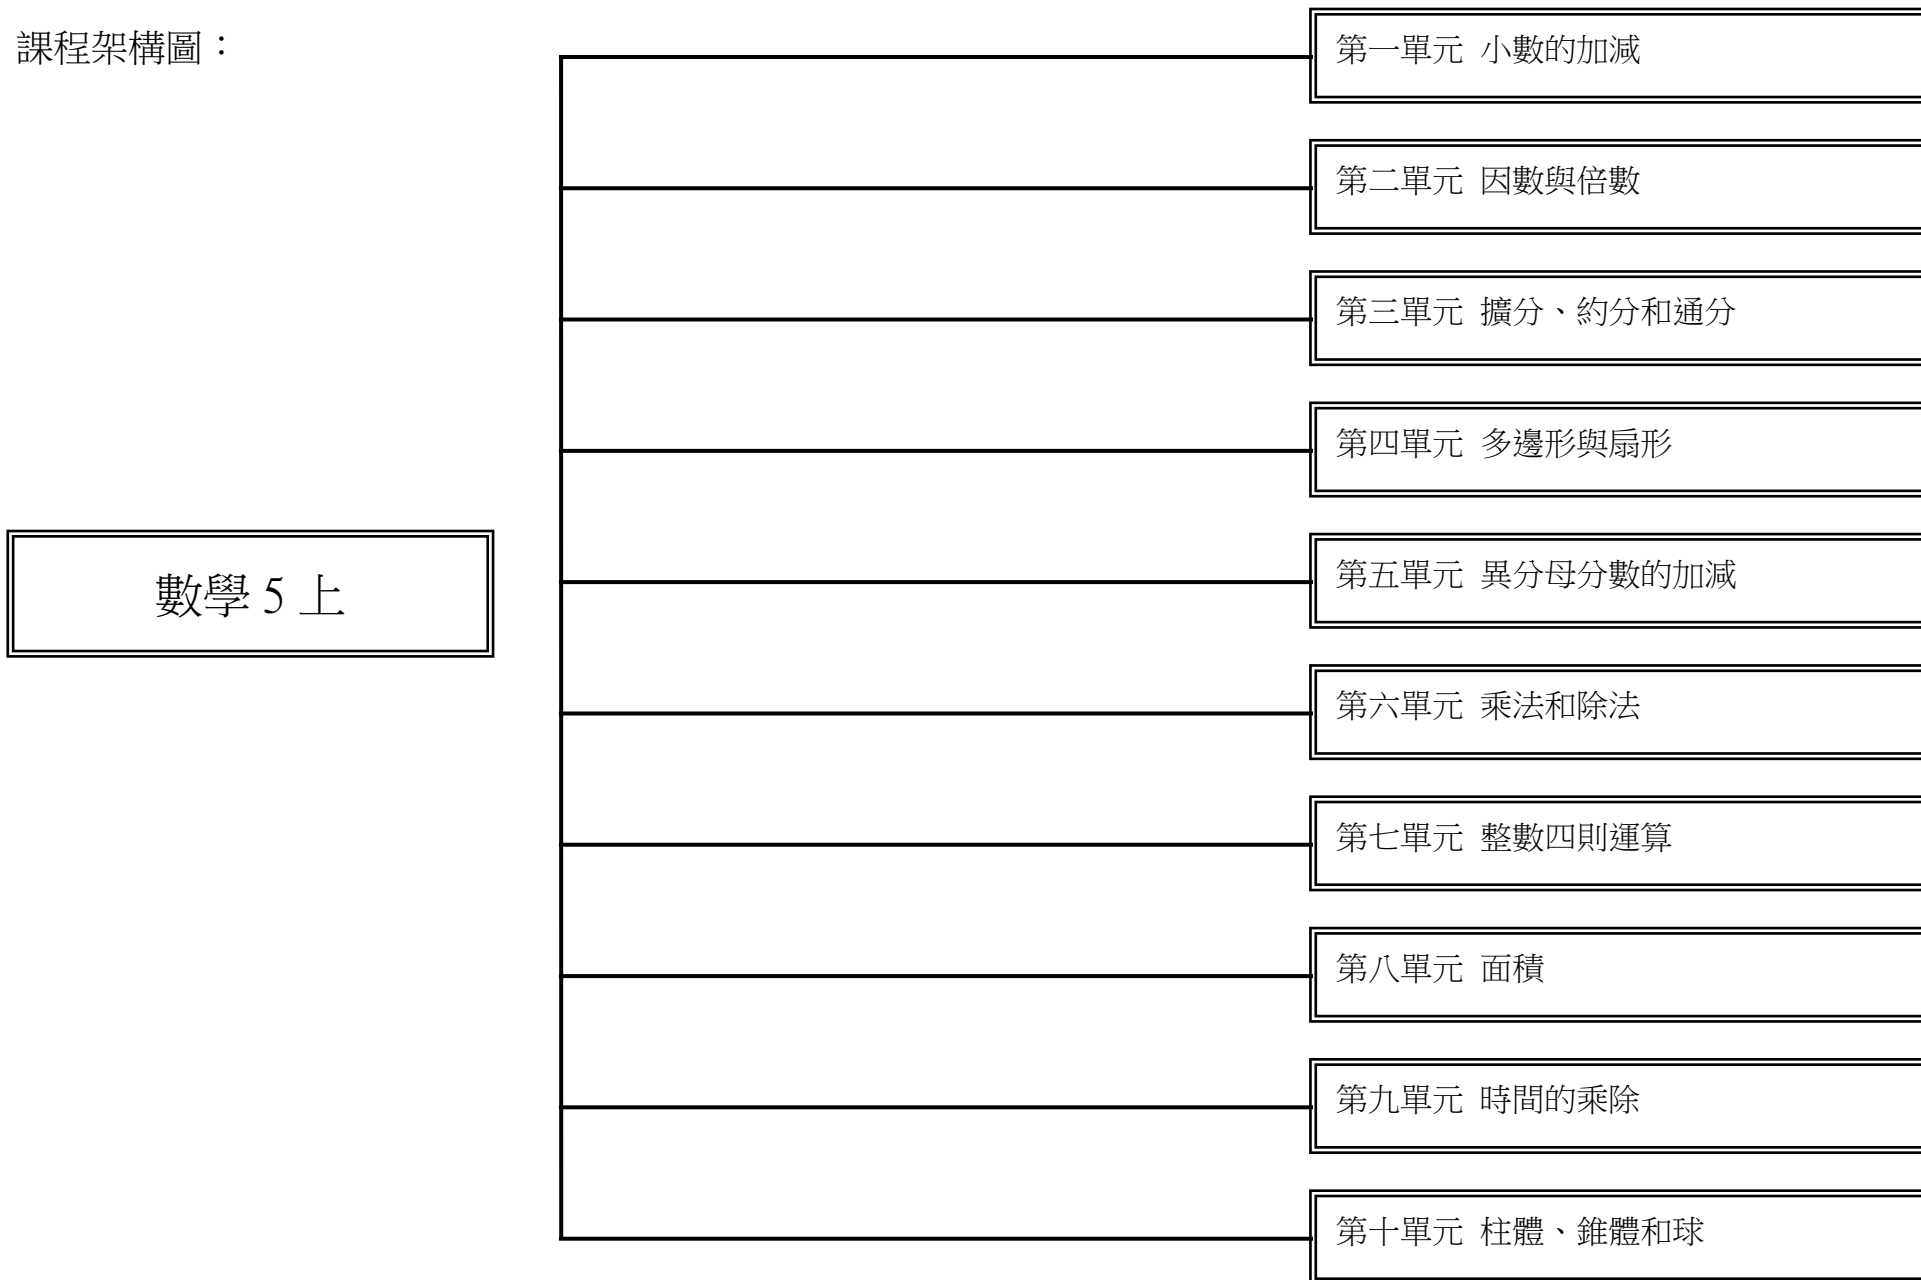 課程架構圖：
第一單元 小數的加減
第二單元 因數與倍數
第三單元 擴分、約分和通分
第四單元 多邊形與扇形
第五單元 異分母分數的加減
數學 5 上
第六單元 乘法和除法
第七單元 整數四則運算
第八單元 面積
第九單元 時間的乘除
第十單元 柱體、錐體和球